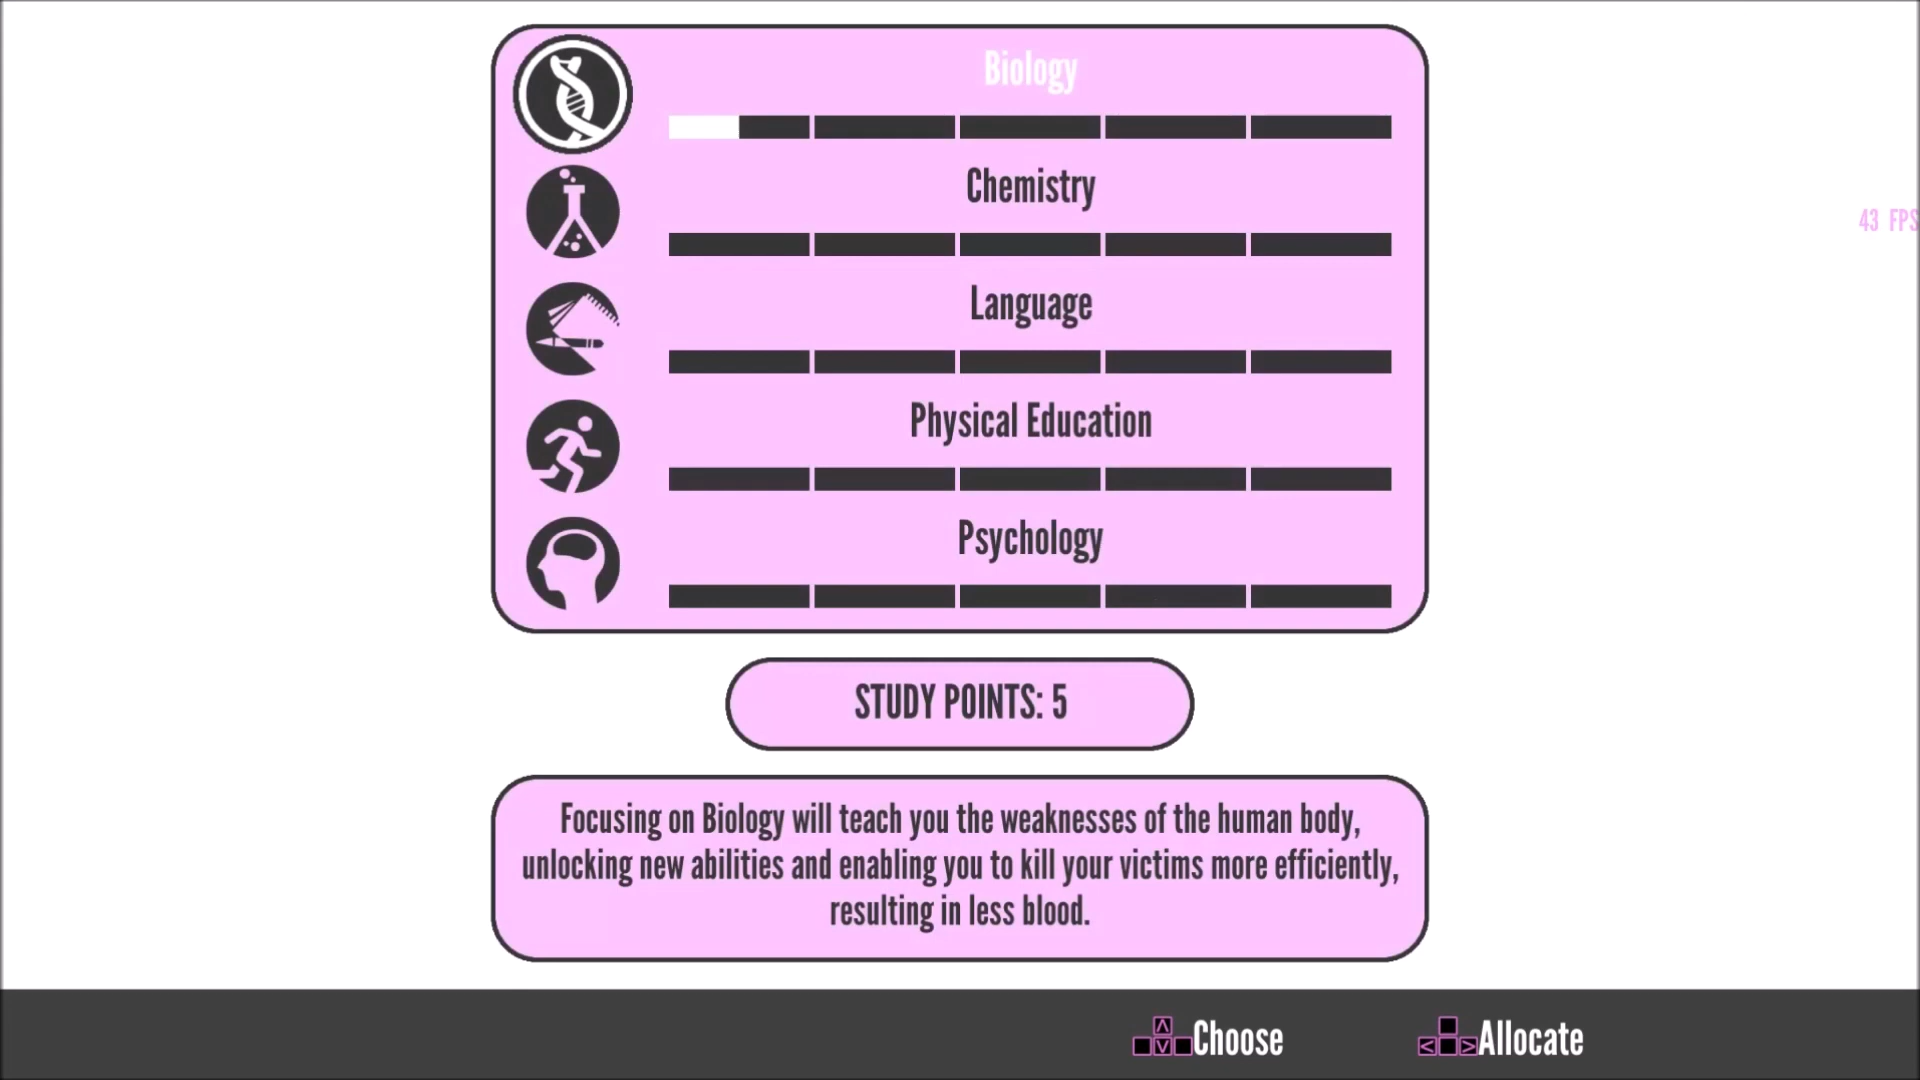 Biology
Chemistry
43 FPS
Language
Physical Education
Psychology
STUDY POINTS: 5
Focusing on Biology will teach you the weaknesses of the human body,
unlocking new abilities and enabling you to kill your victims more efficiently,
resulting in less blood.
Choose
Allocate